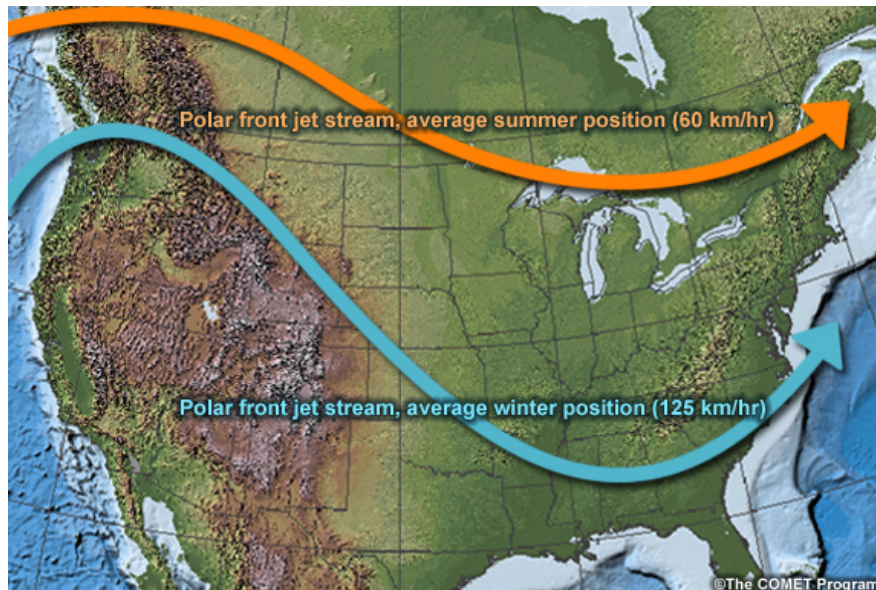 Polar front jet stream, average summer position (60 km/hr)
Polar front jet stream, average winter position (125 km/hr)
©The COMET Program